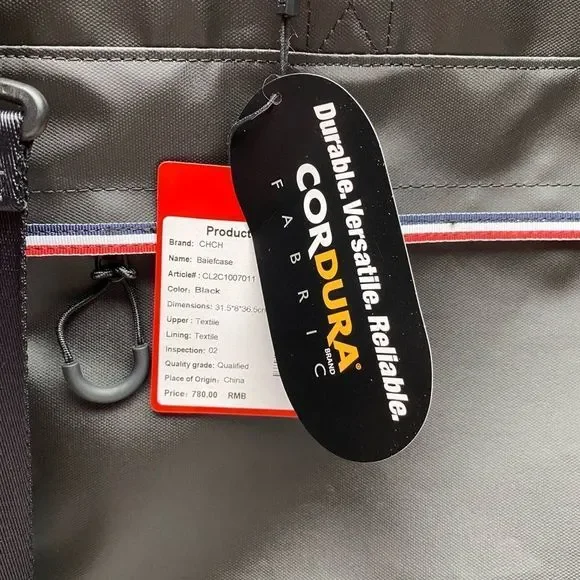 Product
Brand: CHCH
Name: Baiefcase
Article#: CL2C1007011
Color: Black
Dimensions: 31.5*8*36.5c
Upper : Textile
Lining: Textile
Inspection: 02
Quality grade: Qualified
Place of Origin: China
Price: 780.00 RMB
Durable. Versatile. Reliable.
CORDURA®
BRAND
FABRIC